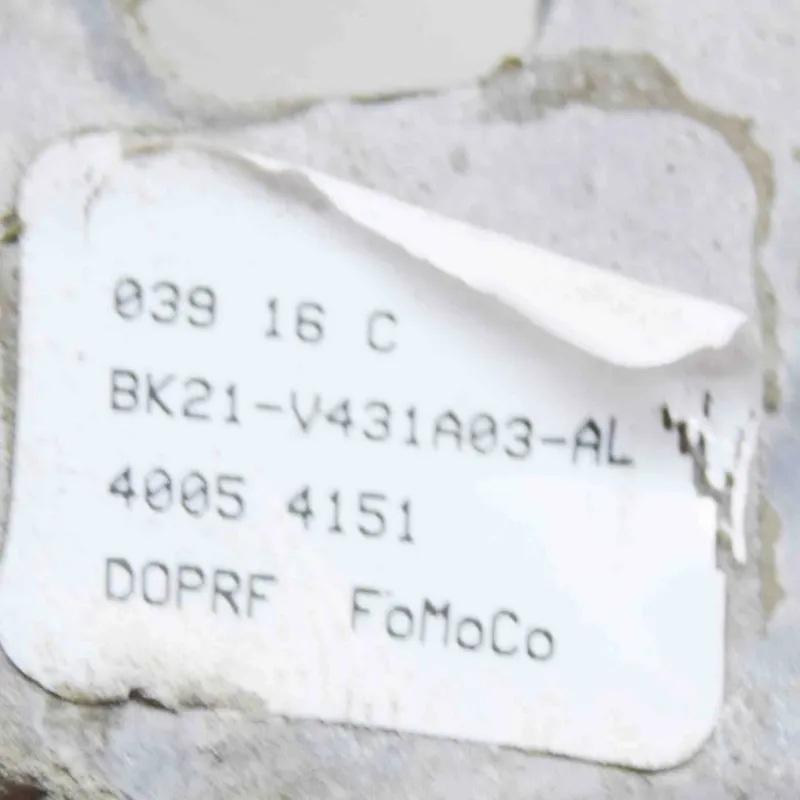 039 16 C
BK21-V431A03-AL
4005 4151
DOPRF FoMoCo